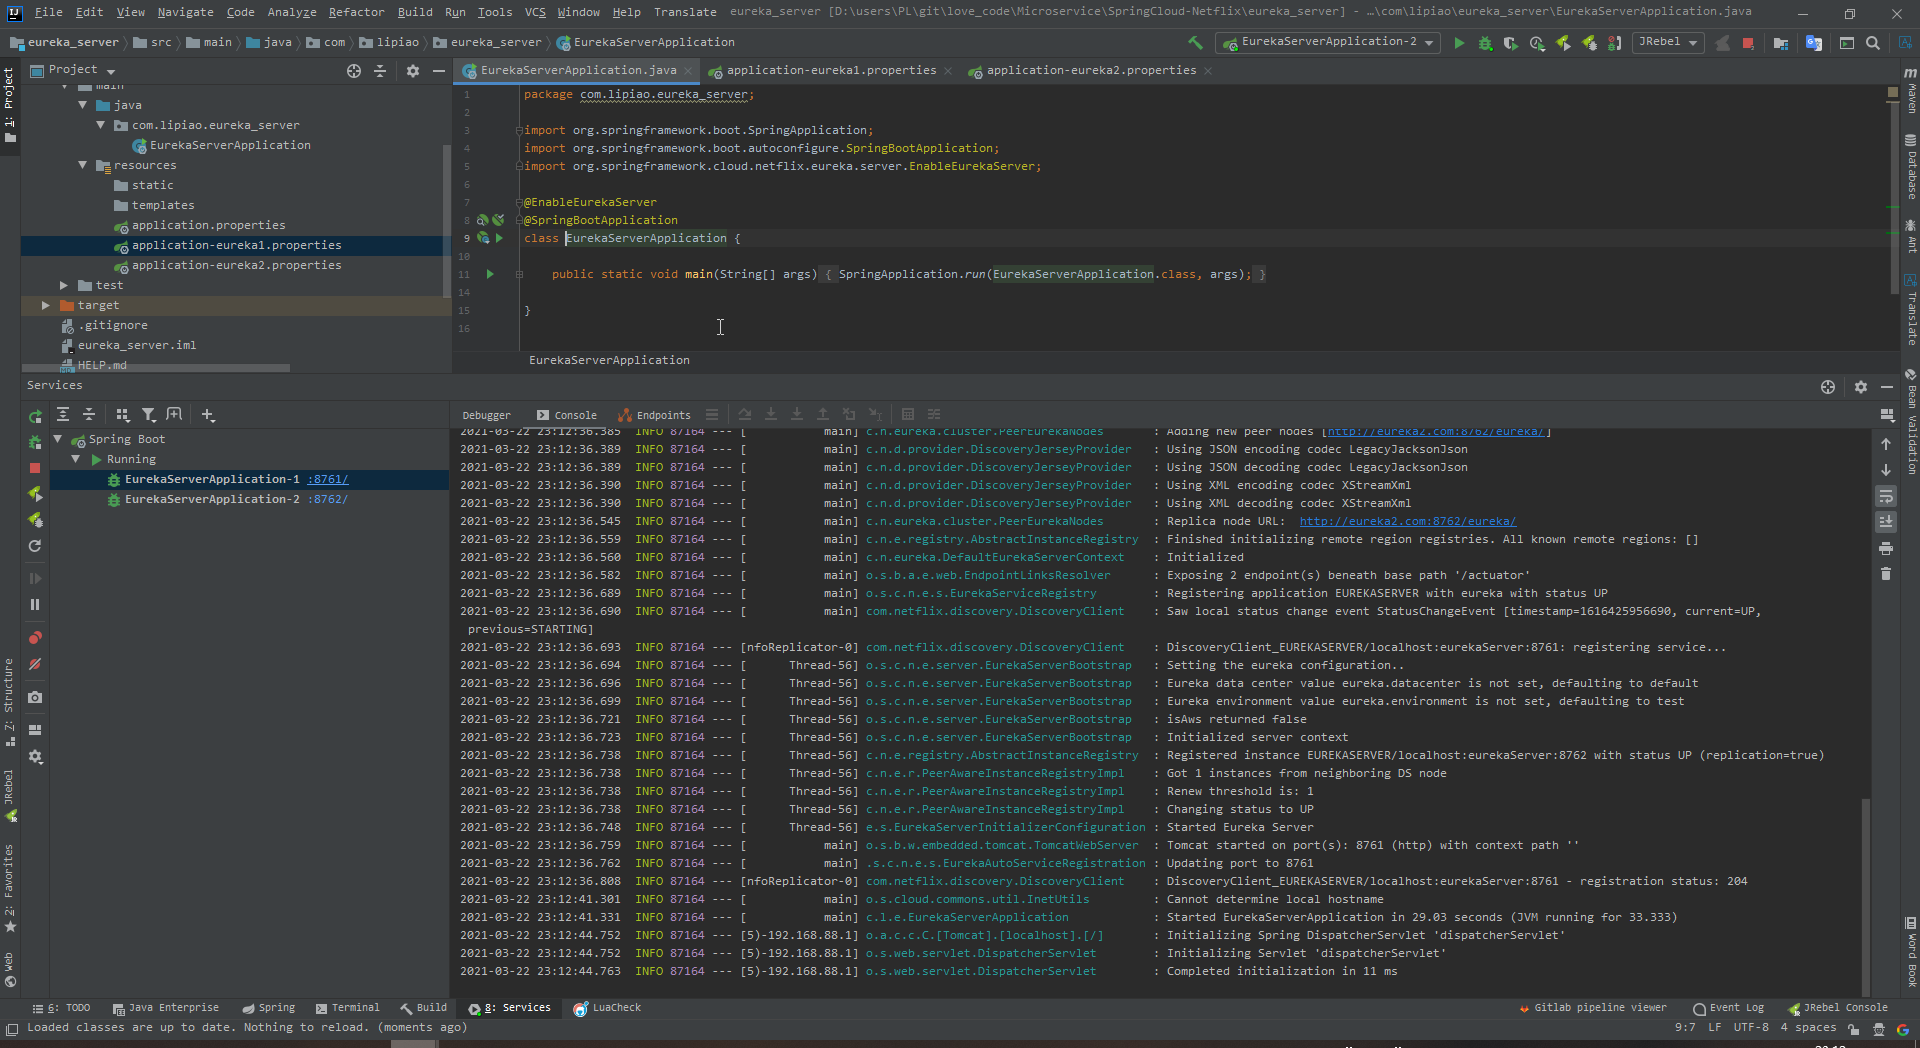 File Edit View Navigate Code Analyze Refactor Build Run Tools VCS Window Help Translate eureka_server [D:\users\PL\git\love_code\Microservice\SpringCloud-Netflix\eureka_server] - ...\com\lipiao\eureka_server\EurekaServerApplication.java
eureka_server src main java com lipiao eureka_server EurekaServerApplication EurekaServerApplication-2 JRebel
1: Project
Project
main
java
com.lipiao.eureka_server
EurekaServerApplication
resources
static
templates
application.properties
application-eureka1.properties
application-eureka2.properties
test
target
.gitignore
eureka_server.iml
HELP.md
EurekaServerApplication.java application-eureka1.properties application-eureka2.properties
1 package com.lipiao.eureka_server;
2
3 import org.springframework.boot.SpringApplication;
4 import org.springframework.boot.autoconfigure.SpringBootApplication;
5 import org.springframework.cloud.netflix.eureka.server.EnableEurekaServer;
6
7 @EnableEurekaServer
8 @SpringBootApplication
9 class EurekaServerApplication {
10
11 public static void main(String[] args) { SpringApplication.run(EurekaServerApplication.class, args); }
14
15 }
16
EurekaServerApplication
Maven
Database
Ant
Translate
Bean Validation
Word Book
Services
Spring Boot
Running
EurekaServerApplication-1 :8761/
EurekaServerApplication-2 :8762/
Debugger Console Endpoints
2021-03-22 23:12:36.385 INFO 87164 --- [ main] c.n.eureka.cluster.PeerEurekaNodes : Adding new peer nodes [http://eureka2.com:8762/eureka/]
2021-03-22 23:12:36.389 INFO 87164 --- [ main] c.n.d.provider.DiscoveryJerseyProvider : Using JSON encoding codec LegacyJacksonJson
2021-03-22 23:12:36.389 INFO 87164 --- [ main] c.n.d.provider.DiscoveryJerseyProvider : Using JSON decoding codec LegacyJacksonJson
2021-03-22 23:12:36.390 INFO 87164 --- [ main] c.n.d.provider.DiscoveryJerseyProvider : Using XML encoding codec XStreamXml
2021-03-22 23:12:36.390 INFO 87164 --- [ main] c.n.d.provider.DiscoveryJerseyProvider : Using XML decoding codec XStreamXml
2021-03-22 23:12:36.545 INFO 87164 --- [ main] c.n.eureka.cluster.PeerEurekaNodes : Replica node URL: http://eureka2.com:8762/eureka/
2021-03-22 23:12:36.559 INFO 87164 --- [ main] c.n.e.registry.AbstractInstanceRegistry : Finished initializing remote region registries. All known remote regions: []
2021-03-22 23:12:36.560 INFO 87164 --- [ main] c.n.eureka.DefaultEurekaServerContext : Initialized
2021-03-22 23:12:36.582 INFO 87164 --- [ main] o.s.b.a.e.web.EndpointLinksResolver : Exposing 2 endpoint(s) beneath base path '/actuator'
2021-03-22 23:12:36.689 INFO 87164 --- [ main] o.s.c.n.e.s.EurekaServiceRegistry : Registering application EUREKASERVER with eureka with status UP
2021-03-22 23:12:36.690 INFO 87164 --- [ main] com.netflix.discovery.DiscoveryClient : Saw local status change event StatusChangeEvent [timestamp=1616425956690, current=UP,
previous=STARTING]
2021-03-22 23:12:36.693 INFO 87164 --- [nfoReplicator-0] com.netflix.discovery.DiscoveryClient : DiscoveryClient_EUREKASERVER/localhost:eurekaServer:8761: registering service...
2021-03-22 23:12:36.694 INFO 87164 --- [ Thread-56] o.s.c.n.e.server.EurekaServerBootstrap : Setting the eureka configuration..
2021-03-22 23:12:36.696 INFO 87164 --- [ Thread-56] o.s.c.n.e.server.EurekaServerBootstrap : Eureka data center value eureka.datacenter is not set, defaulting to default
2021-03-22 23:12:36.699 INFO 87164 --- [ Thread-56] o.s.c.n.e.server.EurekaServerBootstrap : Eureka environment value eureka.environment is not set, defaulting to test
2021-03-22 23:12:36.721 INFO 87164 --- [ Thread-56] o.s.c.n.e.server.EurekaServerBootstrap : isAws returned false
2021-03-22 23:12:36.723 INFO 87164 --- [ Thread-56] o.s.c.n.e.server.EurekaServerBootstrap : Initialized server context
2021-03-22 23:12:36.738 INFO 87164 --- [ Thread-56] c.n.e.registry.AbstractInstanceRegistry : Registered instance EUREKASERVER/localhost:eurekaServer:8762 with status UP (replication=true)
2021-03-22 23:12:36.738 INFO 87164 --- [ Thread-56] c.n.e.r.PeerAwareInstanceRegistryImpl : Got 1 instances from neighboring DS node
2021-03-22 23:12:36.738 INFO 87164 --- [ Thread-56] c.n.e.r.PeerAwareInstanceRegistryImpl : Renew threshold is: 1
2021-03-22 23:12:36.738 INFO 87164 --- [ Thread-56] c.n.e.r.PeerAwareInstanceRegistryImpl : Changing status to UP
2021-03-22 23:12:36.748 INFO 87164 --- [ Thread-56] e.s.EurekaServerInitializerConfiguration : Started Eureka Server
2021-03-22 23:12:36.759 INFO 87164 --- [ main] o.s.b.w.embedded.tomcat.TomcatWebServer : Tomcat started on port(s): 8761 (http) with context path ''
2021-03-22 23:12:36.762 INFO 87164 --- [ main] .s.c.n.e.s.EurekaAutoServiceRegistration : Updating port to 8761
2021-03-22 23:12:36.808 INFO 87164 --- [nfoReplicator-0] com.netflix.discovery.DiscoveryClient : DiscoveryClient_EUREKASERVER/localhost:eurekaServer:8761 - registration status: 204
2021-03-22 23:12:41.301 INFO 87164 --- [ main] o.s.cloud.commons.util.InetUtils : Cannot determine local hostname
2021-03-22 23:12:41.331 INFO 87164 --- [ main] c.l.e.EurekaServerApplication : Started EurekaServerApplication in 29.03 seconds (JVM running for 33.333)
2021-03-22 23:12:44.752 INFO 87164 --- [5)-192.168.88.1] o.a.c.c.C.[Tomcat].[localhost].[/] : Initializing Spring DispatcherServlet 'dispatcherServlet'
2021-03-22 23:12:44.752 INFO 87164 --- [5)-192.168.88.1] o.s.web.servlet.DispatcherServlet : Initializing Servlet 'dispatcherServlet'
2021-03-22 23:12:44.763 INFO 87164 --- [5)-192.168.88.1] o.s.web.servlet.DispatcherServlet : Completed initialization in 11 ms
Z: Structure
JRebel
2: Favorites
Web
6: TODO Java Enterprise Spring Terminal Build 8: Services LuaCheck Gitlab pipeline viewer Event Log JRebel Console
Loaded classes are up to date. Nothing to reload. (moments ago) 9:7 LF UTF-8 4 spaces